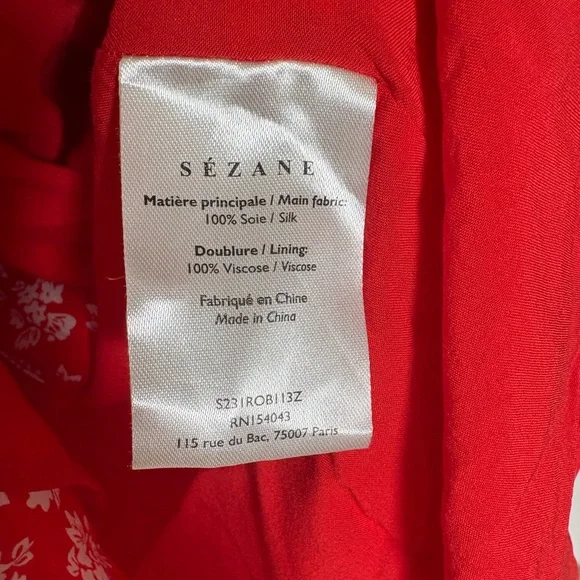 SÉZANE
Matière principale / Main fabric:
100% Soie / Silk
Doublure / Lining:
100% Viscose / Viscose
Fabriqué en Chine
Made in China
S231ROB113Z
RN154043
115 rue du Bac, 75007 Paris